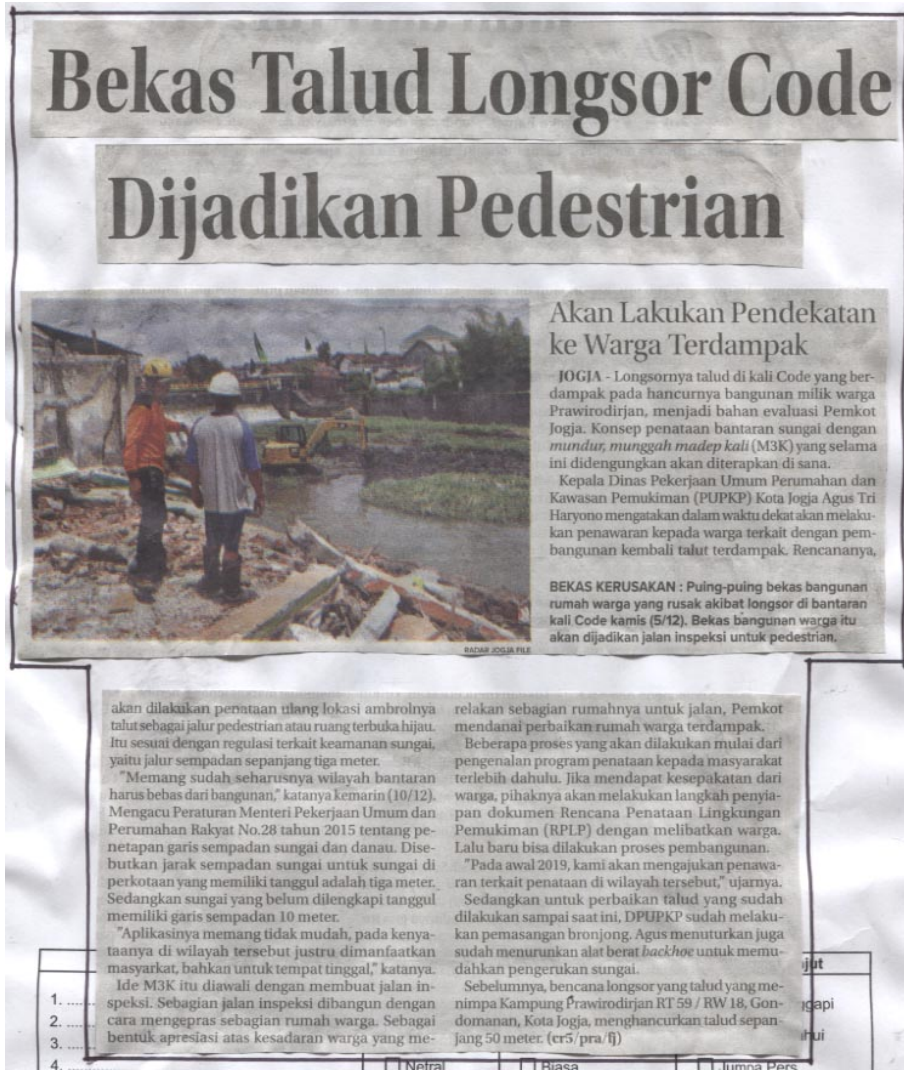 Bekas Talud Longsor Code
Dijadikan Pedestrian
Akan Lakukan Pendekatan
ke Warga Terdampak
JOGJA - Longsornya talud di kali Code yang ber-
dampak pada hancurnya bangunan milik warga
Prawirodirjan, menjadi bahan evaluasi Pemkot
Jogja. Konsep penataan bantaran sungai dengan
mundur, munggah madep kali (M3K) yang selama
ini didengungkan akan diterapkan di sana.
Kepala Dinas Pekerjaan Umum Perumahan dan
Kawasan Pemukiman (PUPKP) Kota Jogja Agus Tri
Haryono mengatakan dalam waktu dekat akan melaku-
kan penawaran kepada warga terkait dengan pem-
bangunan kembali talut terdampak. Rencananya,
BEKAS KERUSAKAN : Puing-puing bekas bangunan
rumah warga yang rusak akibat longsor di bantaran
kali Code kamis (5/12). Bekas bangunan warga itu
akan dijadikan jalan inspeksi untuk pedestrian.
RADAR JOGJA FILE
akan dilakukan penataan ulang lokasi ambrolnya
talut sebagai jalur pedestrian atau ruang terbuka hijau.
Itu sesuai dengan regulasi terkait keamanan sungai,
yaitu jalur sempadan sepanjang tiga meter.
"Memang sudah seharusnya wilayah bantaran
harus bebas dari bangunan," katanya kemarin (10/12).
Mengacu Peraturan Menteri Pekerjaan Umum dan
Perumahan Rakyat No.28 tahun 2015 tentang pe-
netapan garis sempadan sungai dan danau. Dise-
butkan jarak sempadan sungai untuk sungai di
perkotaan yang memiliki tanggul adalah tiga meter.
Sedangkan sungai yang belum dilengkapi tanggul
memiliki garis sempadan 10 meter.
"Aplikasinya memang tidak mudah, pada kenya-
taanya di wilayah tersebut justru dimanfaatkan
masyarkat, bahkan untuk tempat tinggal," katanya.
Ide M3K itu diawali dengan membuat jalan in-
speksi. Sebagian jalan inspeksi dibangun dengan
cara mengepras sebagian rumah warga. Sebagai
bentuk apresiasi atas kesadaran warga yang me-
relakan sebagian rumahnya untuk jalan, Pemkot
mendanai perbaikan rumah warga terdampak.
Beberapa proses yang akan dilakukan mulai dari
pengenalan program penataan kepada masyarakat
terlebih dahulu. Jika mendapat kesepakatan dari
warga, pihaknya akan melakukan langkah penyia-
pan dokumen Rencana Penataan Lingkungan
Pemukiman (RPLP) dengan melibatkan warga.
Lalu baru bisa dilakukan proses pembangunan.
"Pada awal 2019, kami akan mengajukan penawa-
ran terkait penataan di wilayah tersebut," ujarnya.
Sedangkan untuk perbaikan talud yang sudah
dilakukan sampai saat ini, DPUPKP sudah melaku-
kan pemasangan bronjong. Agus menuturkan juga
sudah menurunkan alat berat backhoe untuk memu-
dahkan pengerukan sungai.
Sebelumnya, bencana longsor yang talud yang me-
nimpa Kampung Prawirodirjan RT 59 / RW 18, Gon-
domanan, Kota Jogja, menghancurkan talud sepan-
jang 50 meter. (cr5/pra/fj)
1. ......
2. ......
3. ......
4. ......
Netral
Biasa
Jumpa Pers